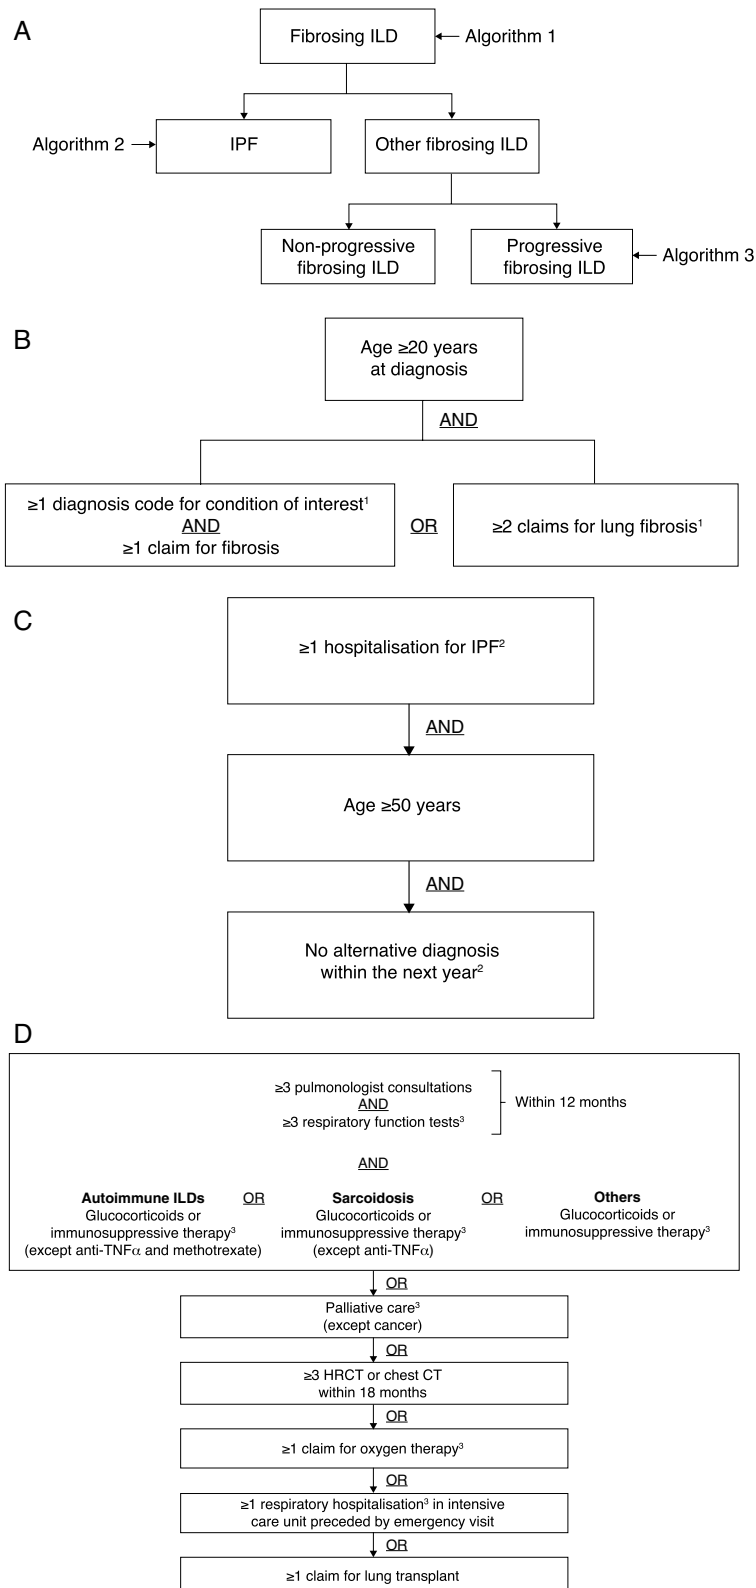 A
Fibrosing ILD
Algorithm 1
Algorithm 2
IPF
Other fibrosing ILD
Non-progressive
fibrosing ILD
Progressive
fibrosing ILD
Algorithm 3
B
Age ≥20 years
at diagnosis
AND
≥1 diagnosis code for condition of interest¹
AND
≥1 claim for fibrosis
OR
≥2 claims for lung fibrosis¹
C
≥1 hospitalisation for IPF²
AND
Age ≥50 years
AND
No alternative diagnosis
within the next year²
D
≥3 pulmonologist consultations
AND
≥3 respiratory function tests³
Within 12 months
AND
Autoimmune ILDs
Glucocorticoids or
immunosuppressive therapy³
(except anti-TNFα and methotrexate)
OR
Sarcoidosis
Glucocorticoids or
immunosuppressive therapy³
(except anti-TNFα)
OR
Others
Glucocorticoids or
immunosuppressive therapy³
OR
Palliative care³
(except cancer)
OR
≥3 HRCT or chest CT
within 18 months
OR
≥1 claim for oxygen therapy³
OR
≥1 respiratory hospitalisation³ in intensive
care unit preceded by emergency visit
OR
≥1 claim for lung transplant